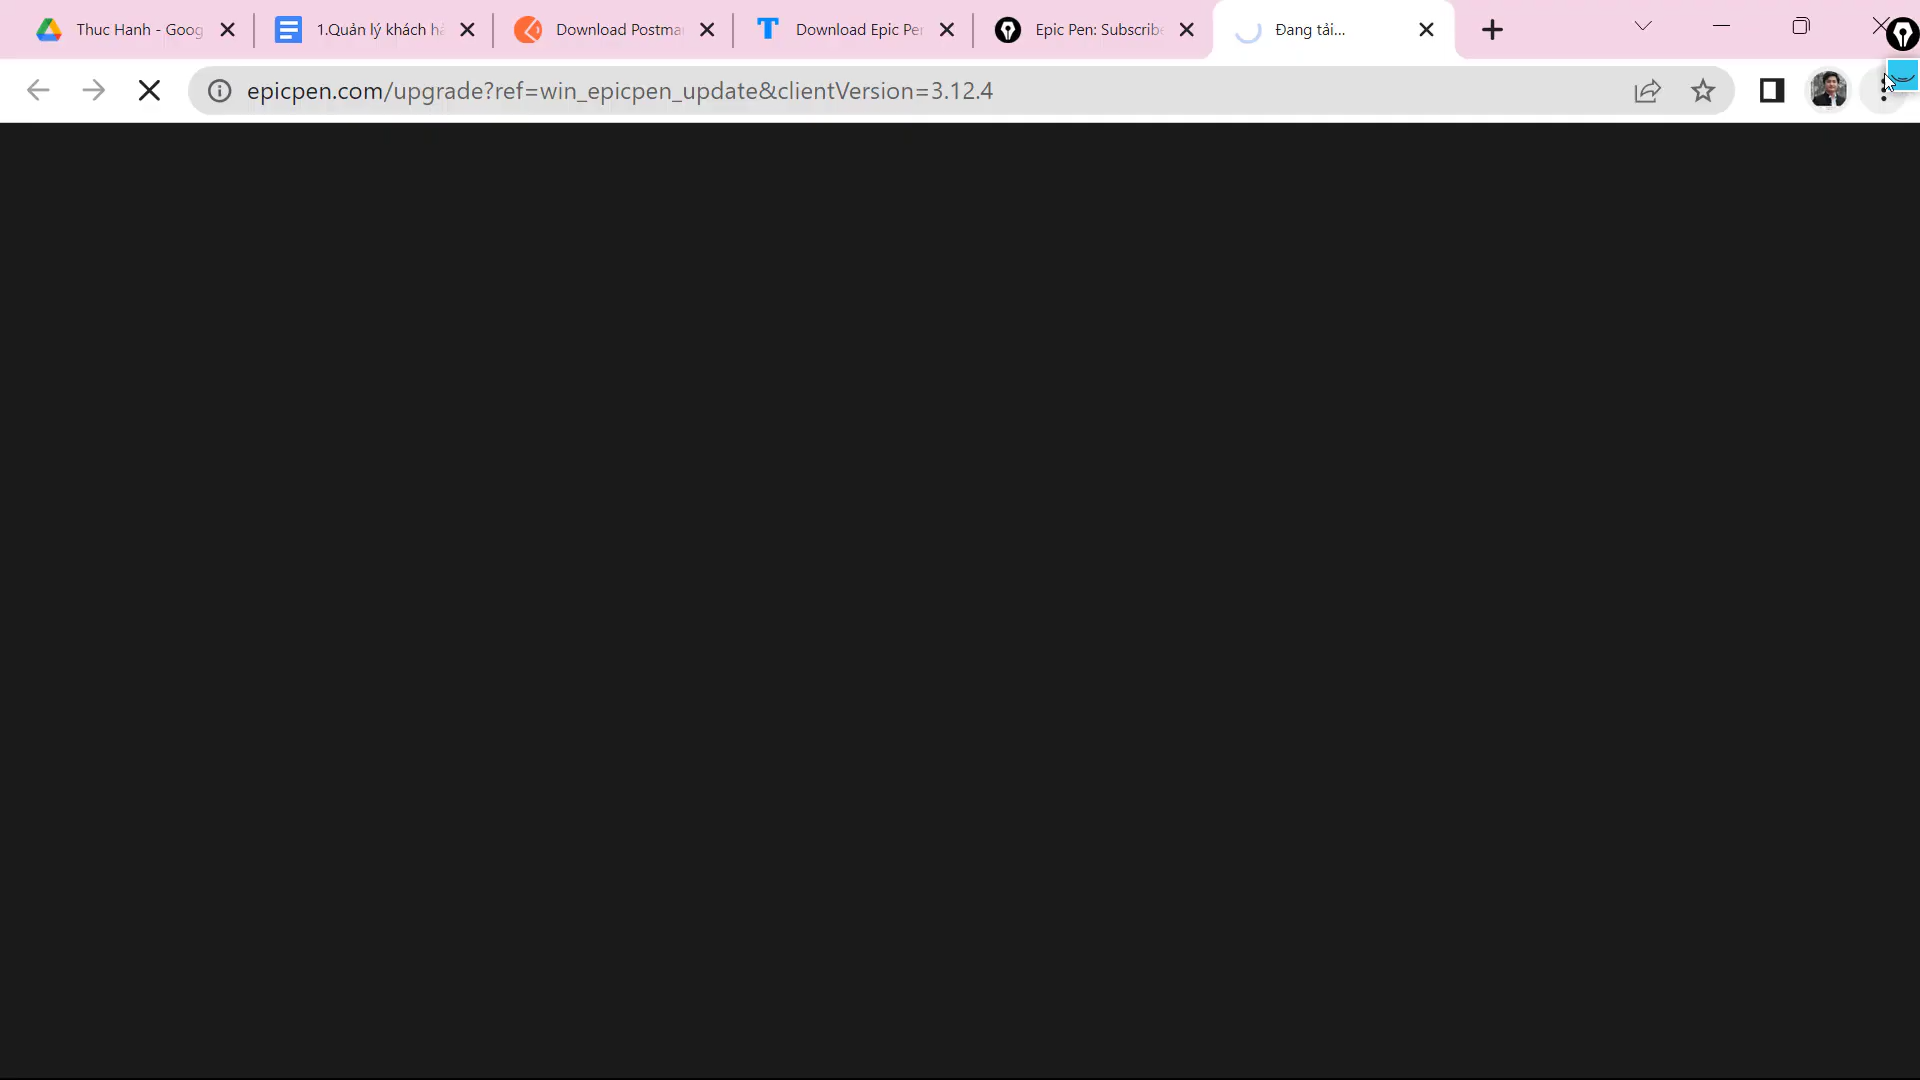 Thuc Hanh - Goog
1.Quản lý khách hà
Download Postma
Download Epic Pe
Epic Pen: Subscribe
Đang tải...
epicpen.com/upgrade?ref=win_epicpen_update&clientVersion=3.12.4